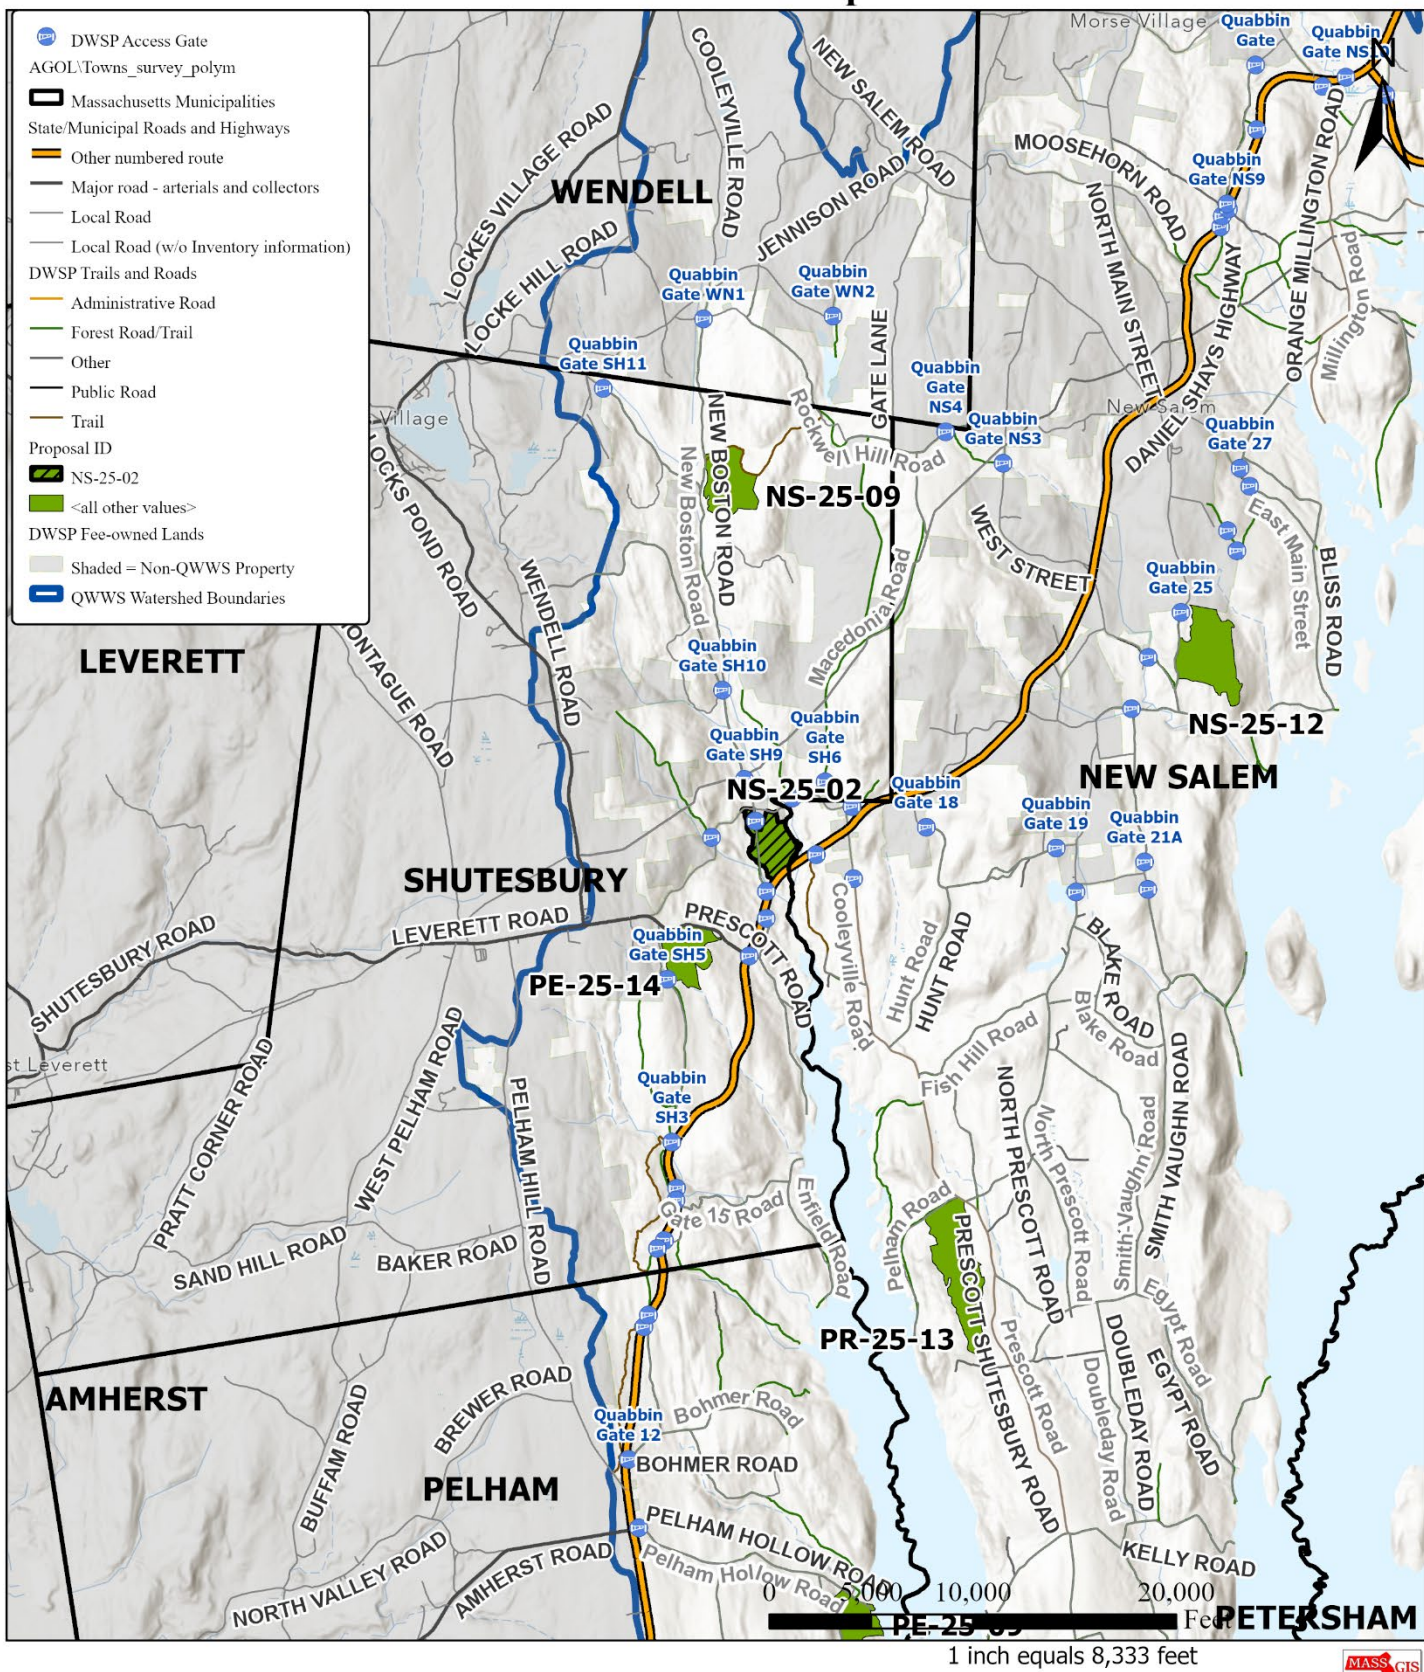 DWSP Access Gate
AGOL\Towns_survey_polym
Massachusetts Municipalities
State/Municipal Roads and Highways
Other numbered route
Major road - arterials and collectors
Local Road
Local Road (w/o Inventory information)
DWSP Trails and Roads
Administrative Road
Forest Road/Trail
Other
Public Road
Trail
Proposal ID
NS-25-02
<all other values>
DWSP Fee-owned Lands
Shaded = Non-QWWS Property
QWWS Watershed Boundaries
Morse Village
Quabbin
Gate
Quabbin
Gate NS10
N
COOLEYVILLE ROAD
NEW SALEM ROAD
LOCKES VILLAGE ROAD
WENDELL
JENNISON ROAD
MOOSEHORN ROAD
Quabbin
Gate NS9
NORTH MAIN STREET
ORANGE MILLINGTON ROAD
Millington Road
LOCKE HILL ROAD
Quabbin
Gate WN1
Quabbin
Gate WN2
DANIEL SHAYS HIGHWAY
Quabbin
Gate SH11
GATE LANE
Quabbin
Gate
NS4
Quabbin
Gate NS3
New Salem
Quabbin
Gate 27
Village
Rockwell Hill Road
NEW BOSTON ROAD
New Boston Road
NS-25-09
LOCKS POND ROAD
WEST STREET
East Main Street
BLISS ROAD
Quabbin
Gate 25
WENDELL ROAD
Macedonia Road
LEVERETT
MONTAGUE ROAD
Quabbin
Gate SH10
NS-25-12
Quabbin
Gate SH9
Quabbin
Gate
SH6
NEW SALEM
NS-25-02
Quabbin
Gate 18
Quabbin
Gate 19
Quabbin
Gate 21A
SHUTESBURY
LEVERETT ROAD
PRESCOTT ROAD
Cooleyville Road
Hunt Road
HUNT ROAD
BLAKE ROAD
Blake Road
SHUTESBURY ROAD
Quabbin
Gate SH5
PE-25-14
st Leverett
PRATT CORNER ROAD
WEST PELHAM ROAD
PELHAM HILL ROAD
Quabbin
Gate
SH3
Fish Hill Road
NORTH PRESCOTT ROAD
North Prescott Road
Smith-Vaughn Road
SMITH VAUGHN ROAD
Gate 15 Road
Enfield Road
Pelham Road
SAND HILL ROAD
BAKER ROAD
PRESCOTT SHUTESBURY ROAD
Prescott Road
Egypt Road
EGYPT ROAD
PR-25-13
DOUBLEDAY ROAD
Doubleday Road
AMHERST
BUFFAM ROAD
BREWER ROAD
Quabbin
Gate 12
Bohmer Road
BOHMER ROAD
PELHAM
PELHAM HOLLOW ROAD
Pelham Hollow Road
KELLY ROAD
NORTH VALLEY ROAD
AMHERST ROAD
0 5,000 10,000 20,000
Feet
PE-25-09
PETERSHAM
1 inch equals 8,333 feet
MASS GIS